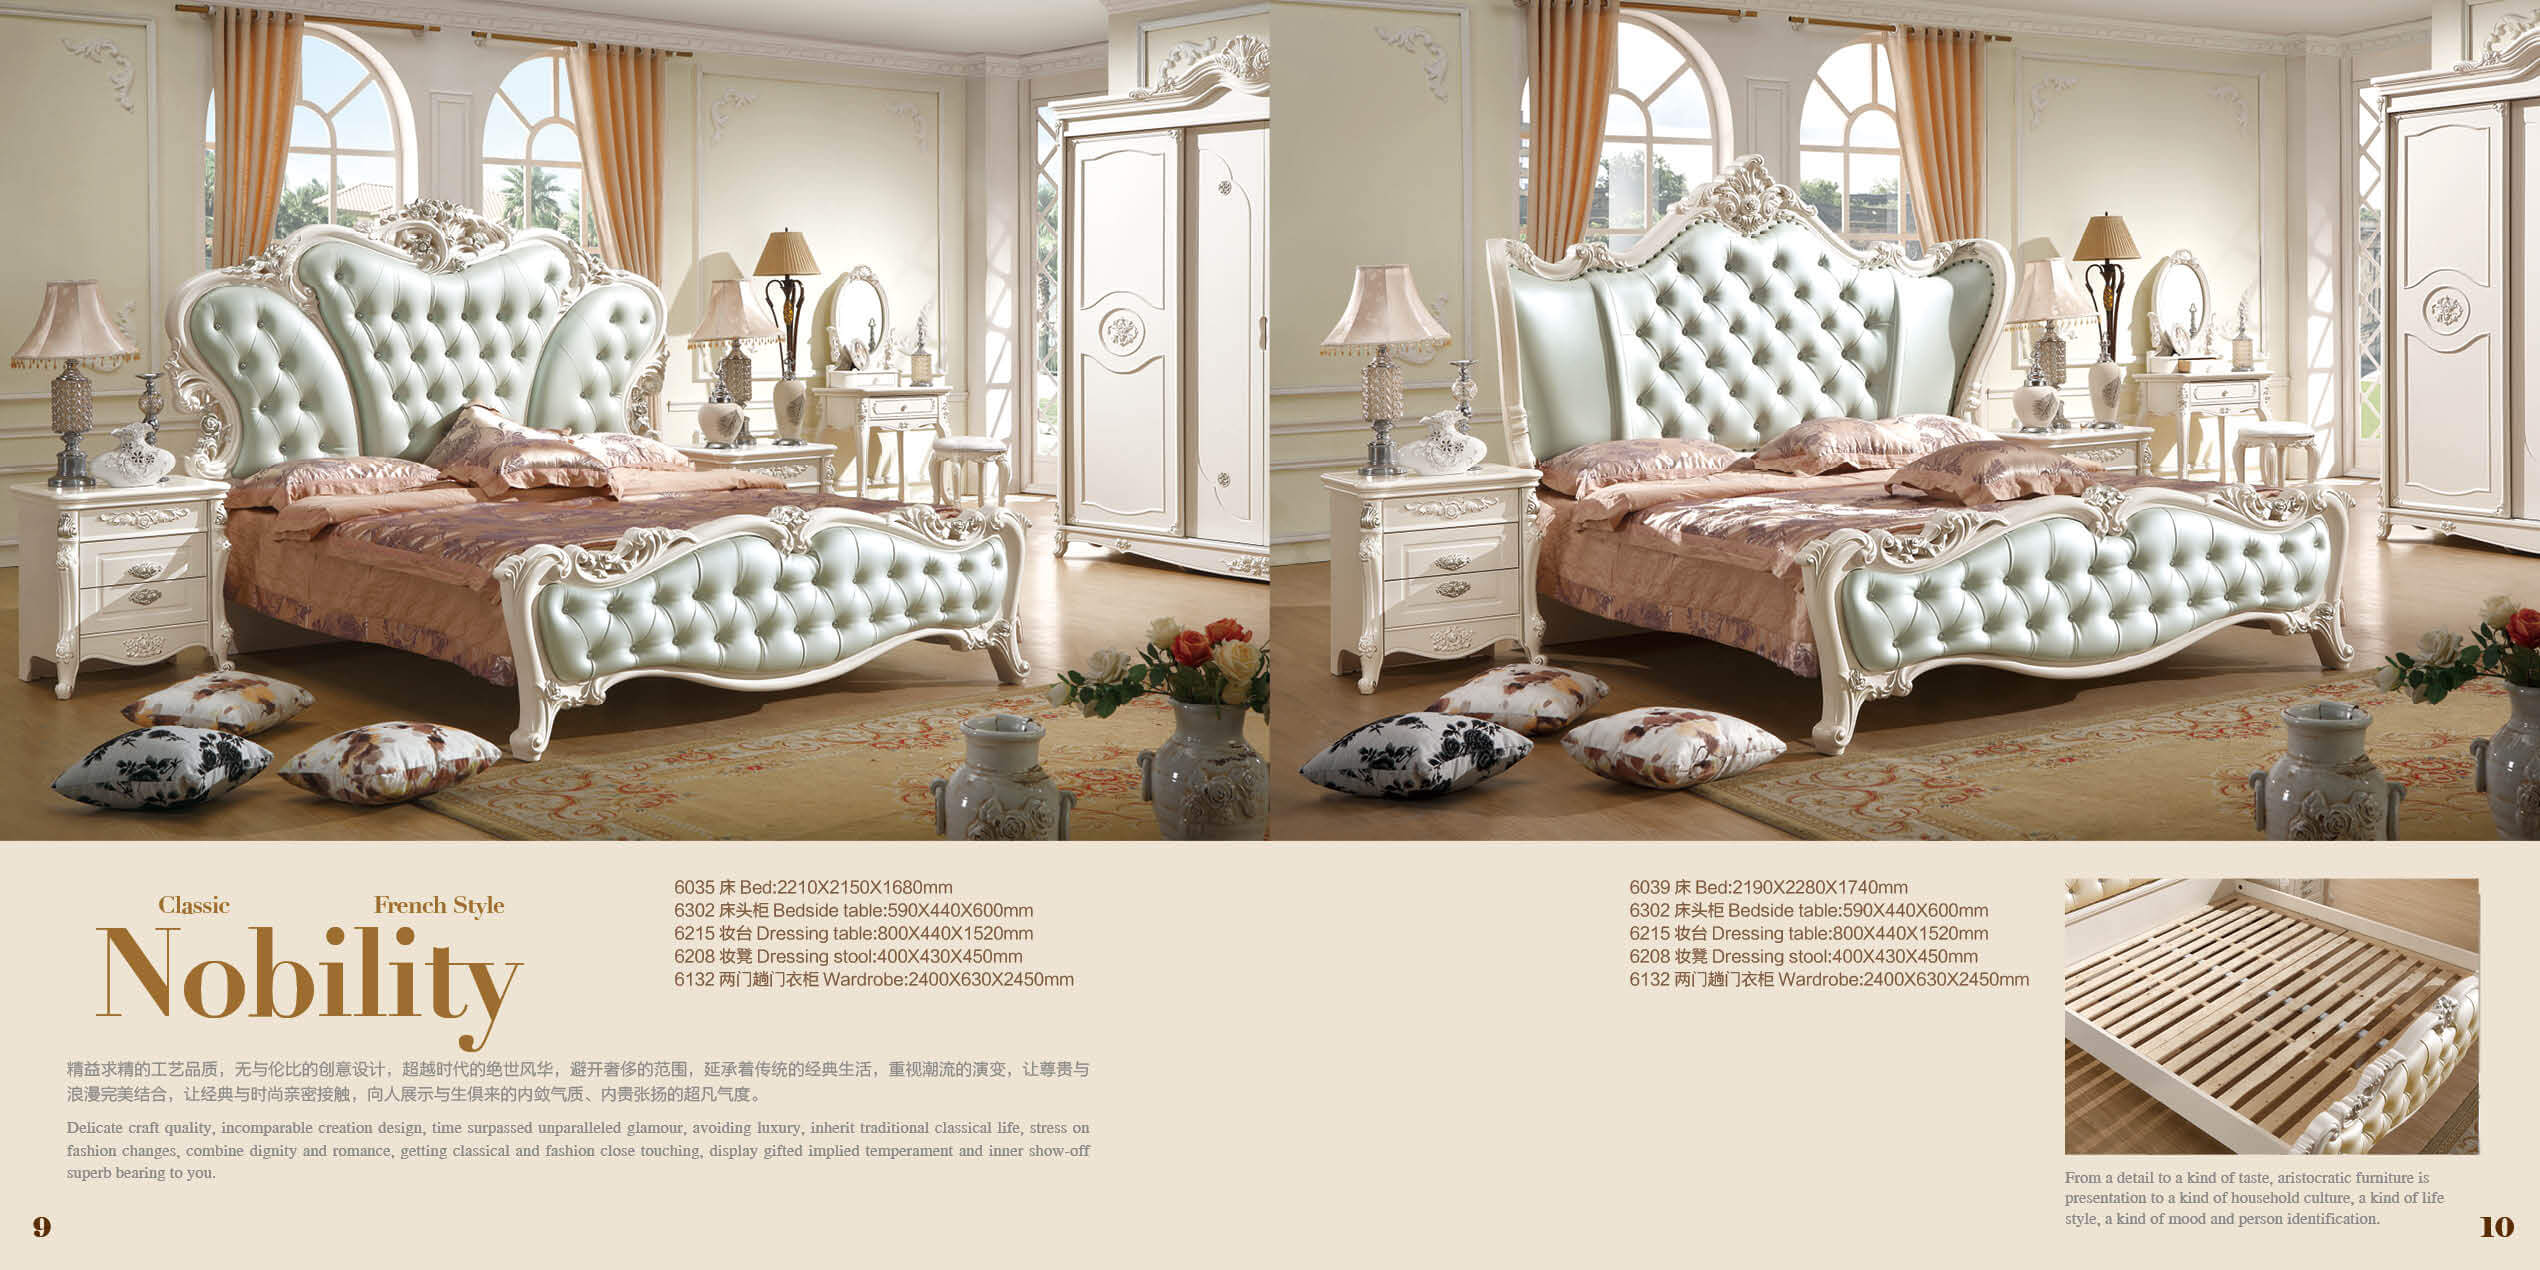 Classic French Style
Nobility
6035 床 Bed:2210X2150X1680mm
6302 床头柜 Bedside table:590X440X600mm
6215 妆台 Dressing table:800X440X1520mm
6208 妆凳 Dressing stool:400X430X450mm
6132 两门趟门衣柜 Wardrobe:2400X630X2450mm
精益求精的工艺品质，无与伦比的创意设计，超越时代的绝世风华，避开奢侈的范围，延承着传统的经典生活，重视潮流的演变，让尊贵与
浪漫完美结合，让经典与时尚亲密接触，向人展示与生俱来的内敛气质、内贵张扬的超凡气度。
Delicate craft quality, incomparable creation design, time surpassed unparalleled glamour, avoiding luxury, inherit traditional classical life, stress on
fashion changes, combine dignity and romance, getting classical and fashion close touching, display gifted implied temperament and inner show-off
superb bearing to you.
9
6039 床 Bed:2190X2280X1740mm
6302 床头柜 Bedside table:590X440X600mm
6215 妆台 Dressing table:800X440X1520mm
6208 妆凳 Dressing stool:400X430X450mm
6132 两门趟门衣柜 Wardrobe:2400X630X2450mm
From a detail to a kind of taste, aristocratic furniture is
presentation to a kind of household culture, a kind of life
style, a kind of mood and person identification.
10